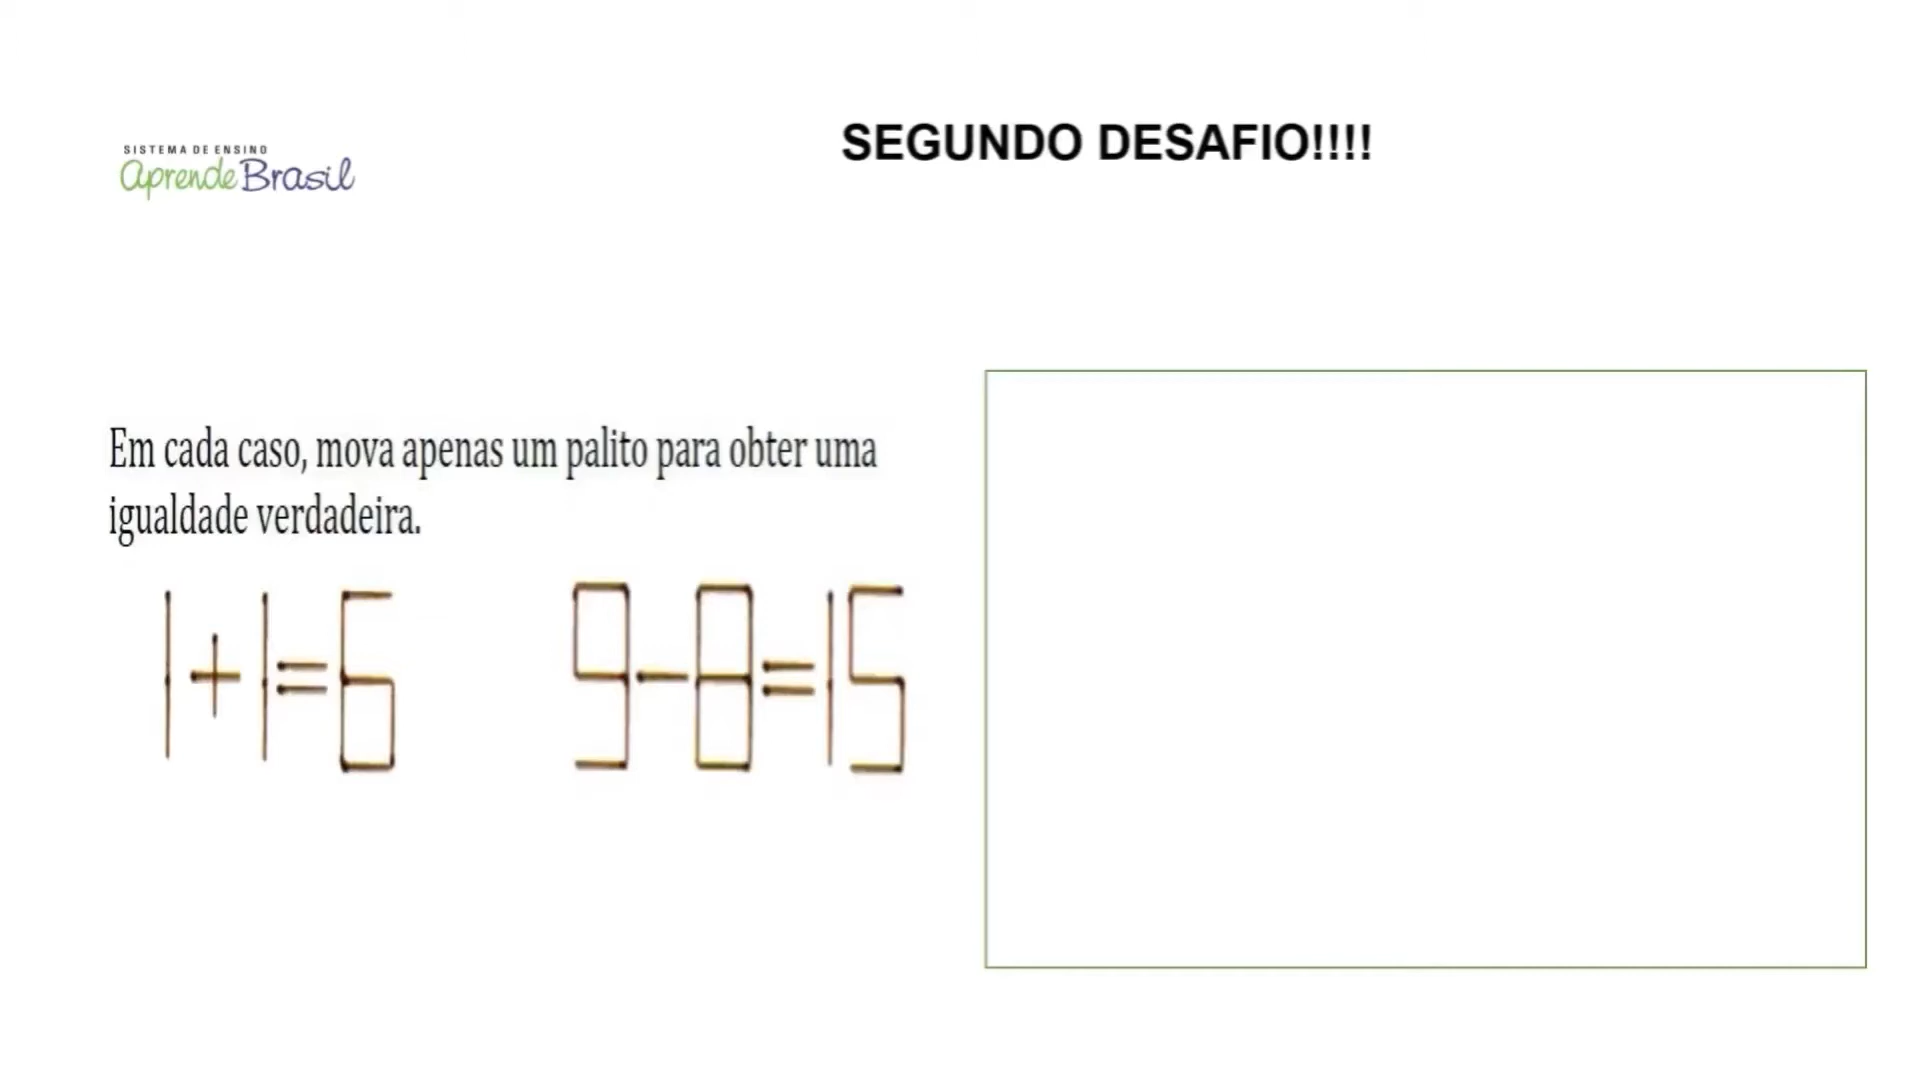 SISTEMA DE ENSINO
aprende Brasil
SEGUNDO DESAFIO!!!!
Em cada caso, mova apenas um palito para obter uma
igualdade verdadeira.
1+1=6 9-8=15